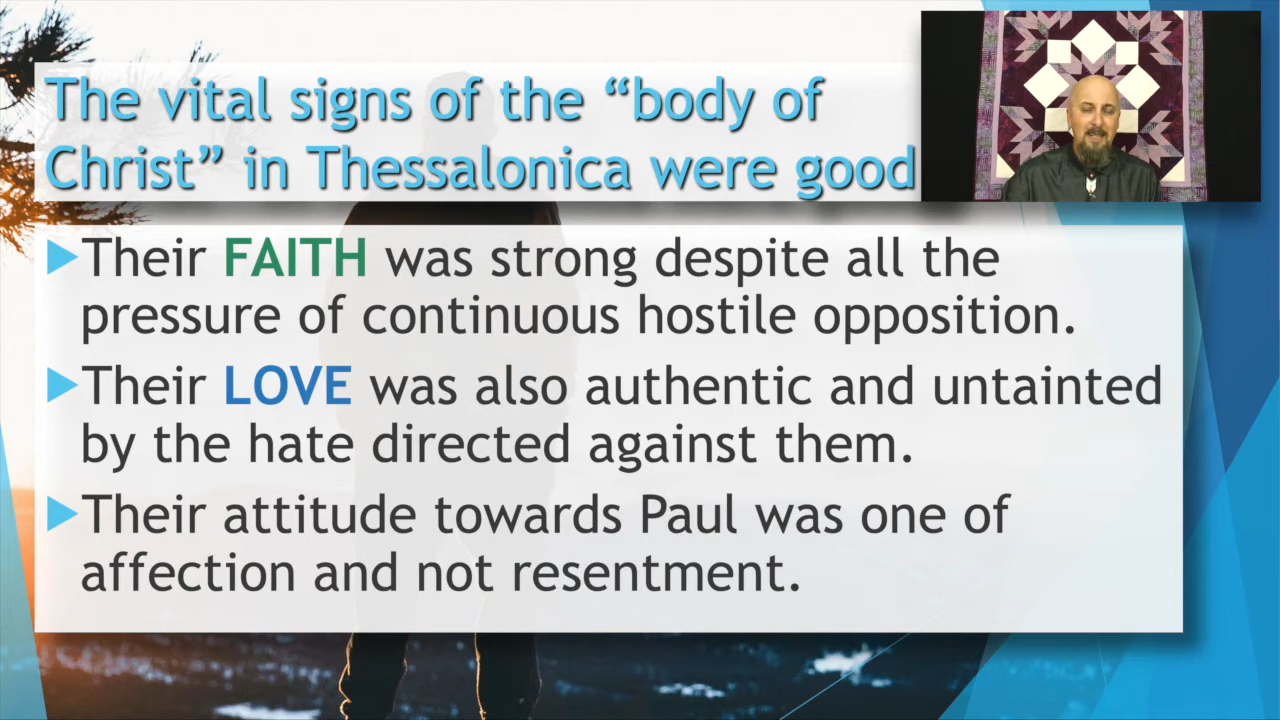 The vital signs of the “body of
Christ” in Thessalonica were good
Their FAITH was strong despite all the
pressure of continuous hostile opposition.
Their LOVE was also authentic and untainted
by the hate directed against them.
Their attitude towards Paul was one of
affection and not resentment.